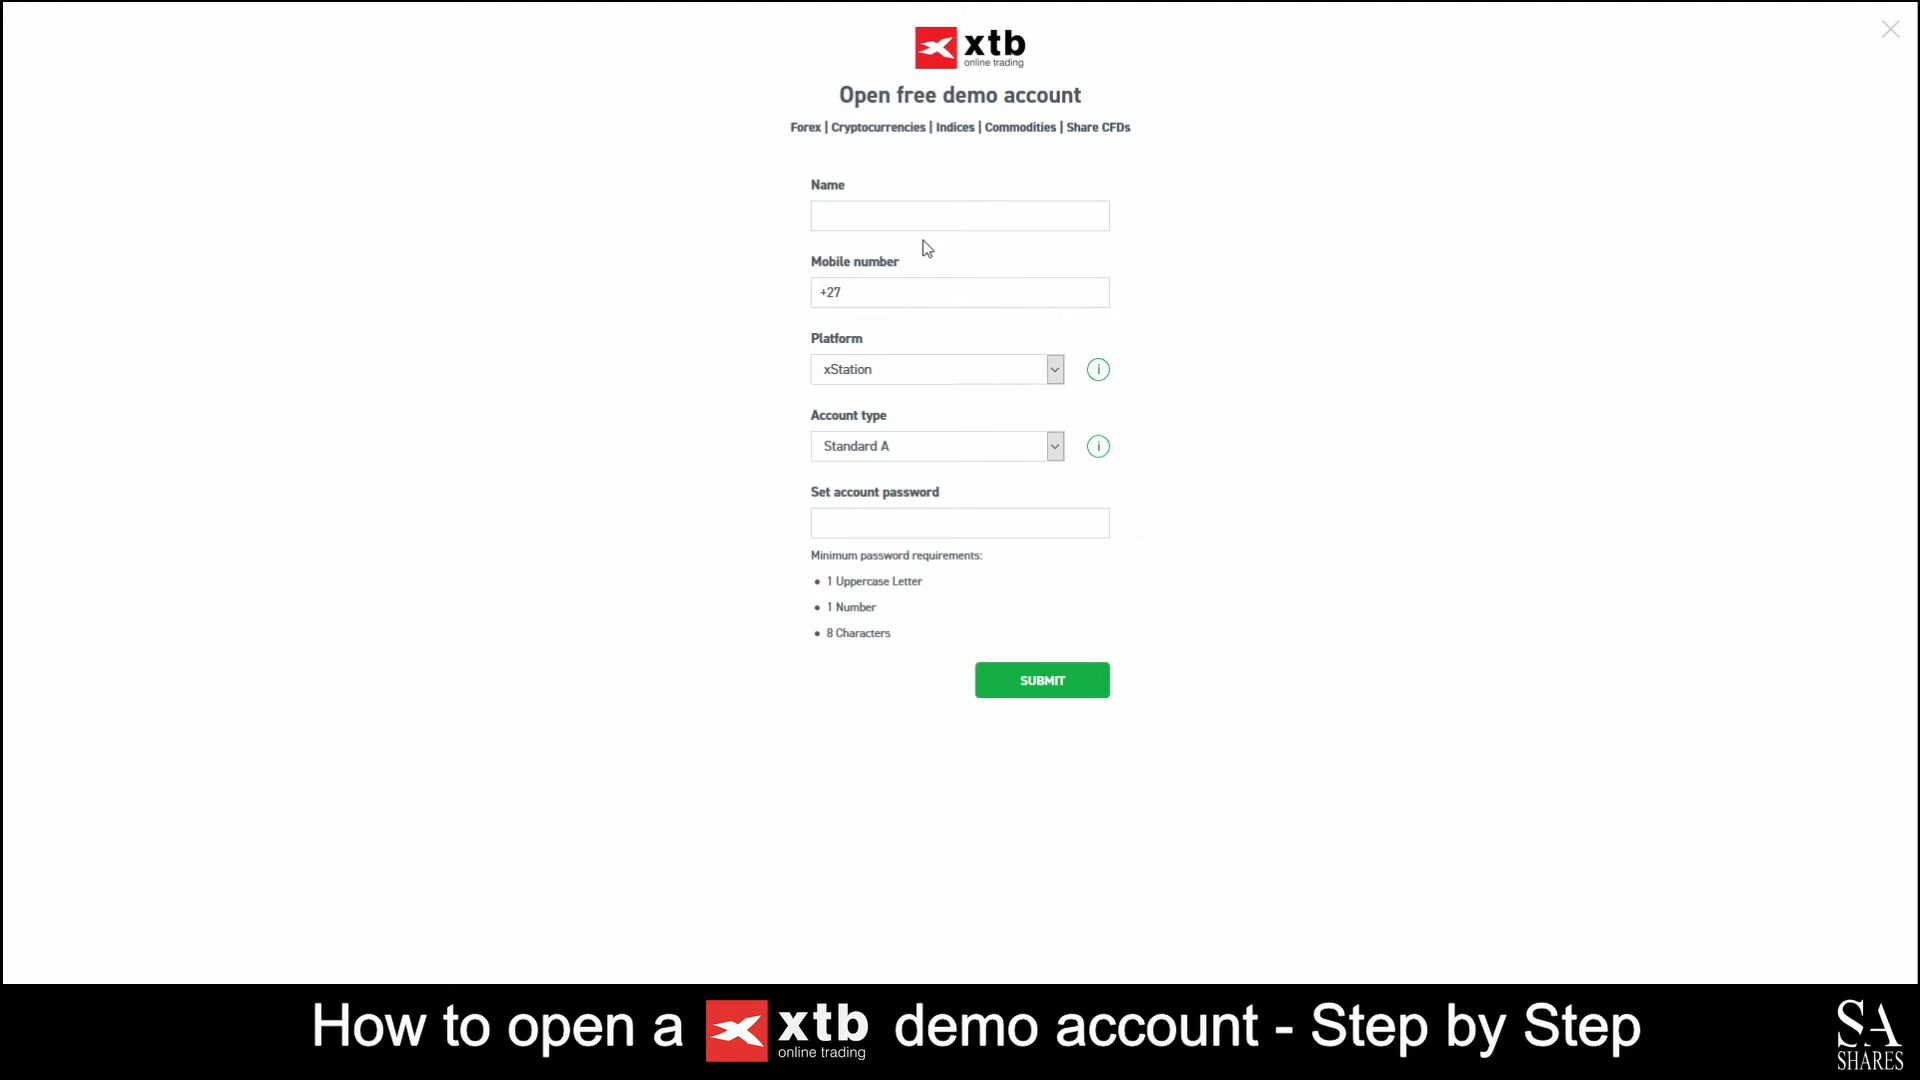 xtb
online trading
Open free demo account
Forex | Cryptocurrencies | Indices | Commodities | Share CFDs
Name
Mobile number
+27
Platform
xStation
i
Account type
Standard A
i
Set account password
Minimum password requirements:
• 1 Uppercase Letter
• 1 Number
• 8 Characters
SUBMIT
How to open a xtb online trading demo account - Step by Step
SA
SHARES